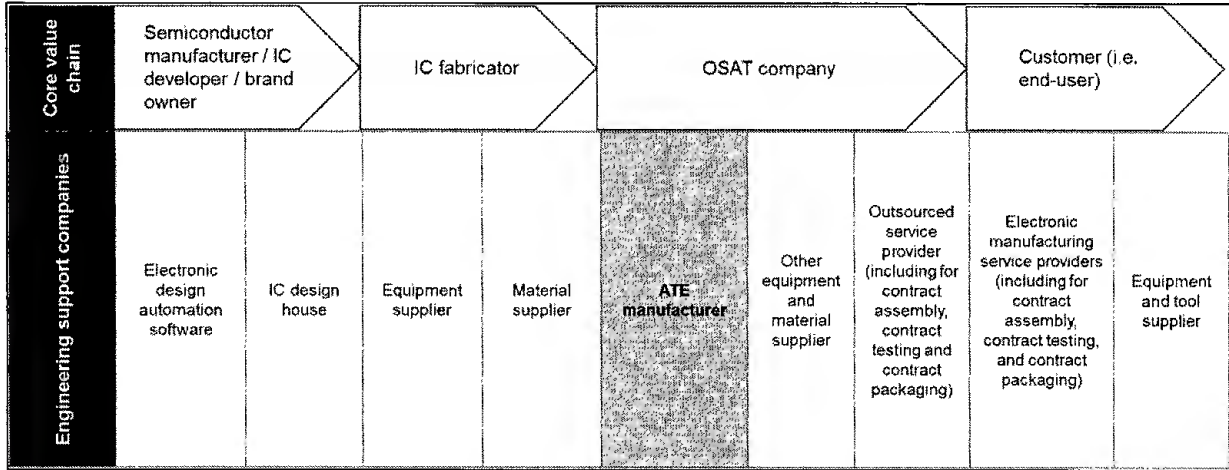 Core value
chain
Semiconductor
manufacturer / IC
developer / brand
owner
IC fabricator
OSAT company
Customer (i.e.
end-user)
Engineering support companies
Electronic
design
automation
software
IC design
house
Equipment
supplier
Material
supplier
ATE
manufacturer
Other
equipment
and
material
supplier
Outsourced
service
provider
(including for
contract
assembly,
contract
testing and
contract
packaging)
Electronic
manufacturing
service providers
(including for
contract
assembly,
contract testing,
and contract
packaging)
Equipment
and tool
supplier